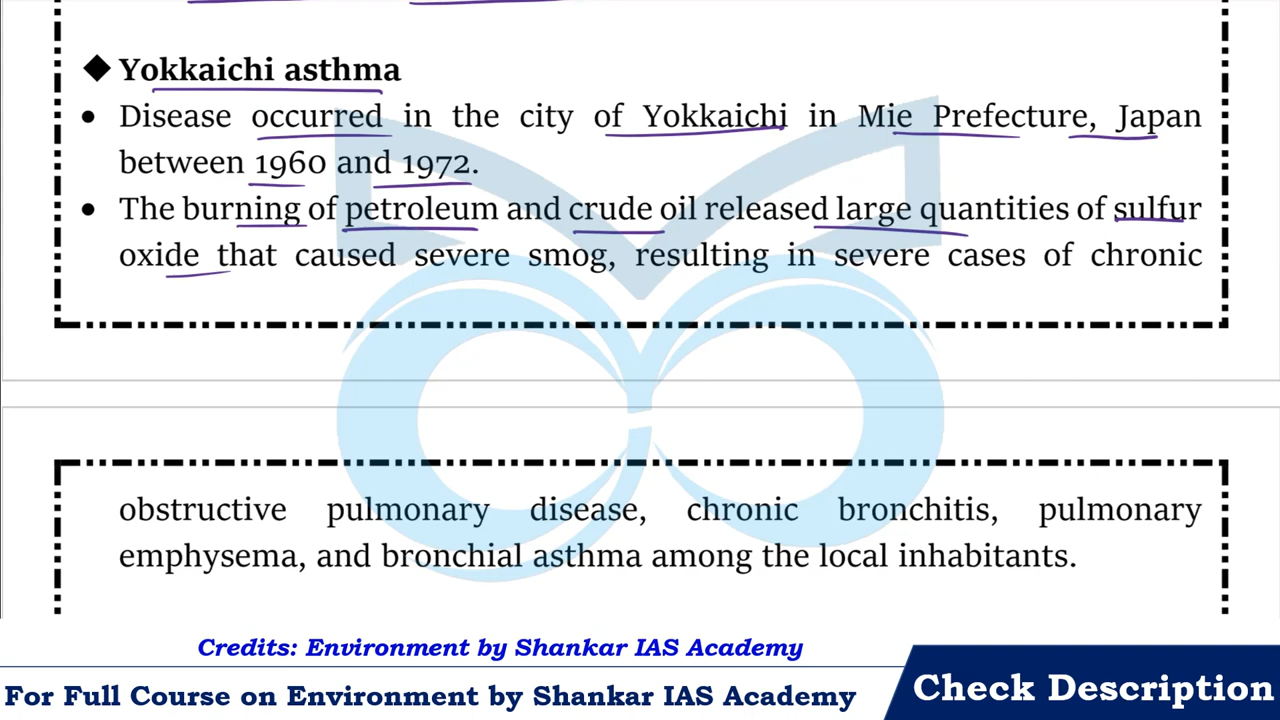 ◆ Yokkaichi asthma
• Disease occurred in the city of Yokkaichi in Mie Prefecture, Japan
between 1960 and 1972.
• The burning of petroleum and crude oil released large quantities of sulfur
oxide that caused severe smog, resulting in severe cases of chronic
obstructive pulmonary disease, chronic bronchitis, pulmonary
emphysema, and bronchial asthma among the local inhabitants.
Credits: Environment by Shankar IAS Academy
For Full Course on Environment by Shankar IAS Academy
Check Description